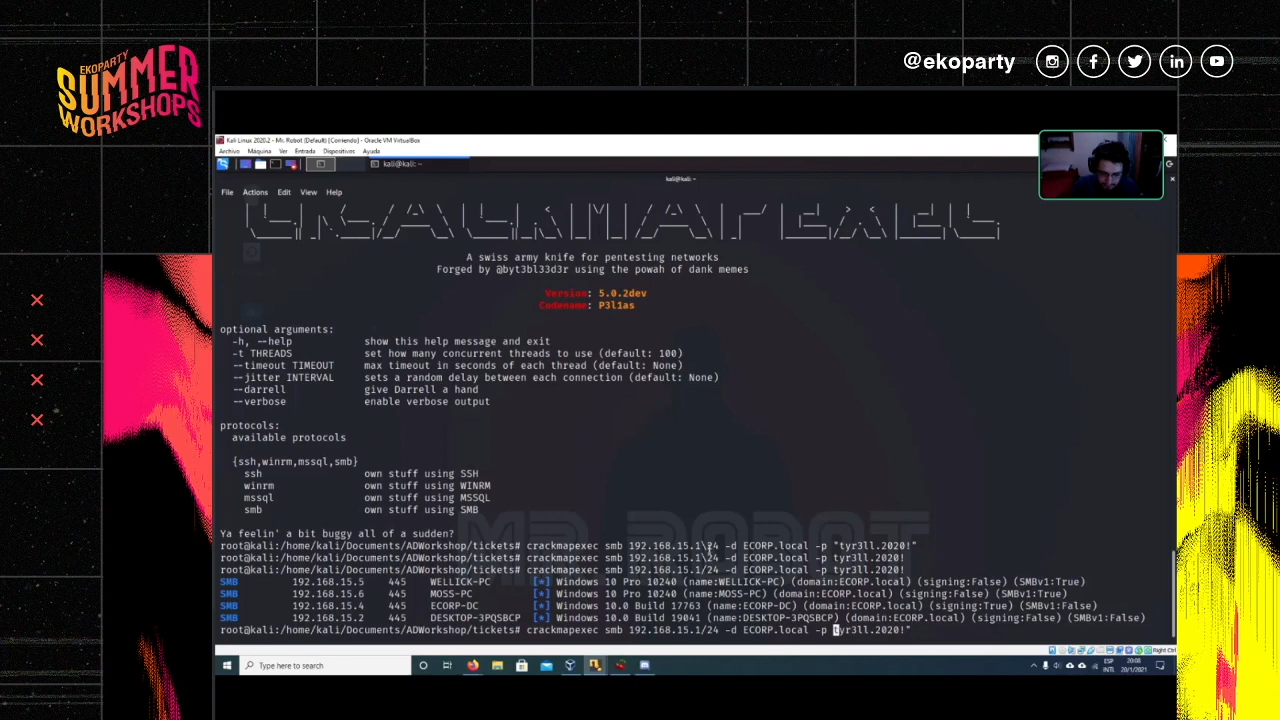 EKOPARTY
SUMMER
WORKSHOPS
@ekoparty
Kali Linux 2020.2 - Mr. Robot (Default) [Corriendo] - Oracle VM VirtualBox
Archivo Máquina Ver Entrada Dispositivos Ayuda
kali@kali: ~
kali@kali: ~
File Actions Edit View Help
A swiss army knife for pentesting networks
Forged by @byt3bl33d3r using the powah of dank memes
Version: 5.0.2dev
Codename: P3l1as
optional arguments:
-h, --help show this help message and exit
-t THREADS set how many concurrent threads to use (default: 100)
--timeout TIMEOUT max timeout in seconds of each thread (default: None)
--jitter INTERVAL sets a random delay between each connection (default: None)
--darrell give Darrell a hand
--verbose enable verbose output
protocols:
available protocols
{ssh,winrm,mssql,smb}
ssh own stuff using SSH
winrm own stuff using WINRM
mssql own stuff using MSSQL
smb own stuff using SMB
MR ROBOT
Ya feelin' a bit buggy all of a sudden?
root@kali:/home/kali/Documents/ADWorkshop/tickets# crackmapexec smb 192.168.15.1\24 -d ECORP.local -p "tyr3ll.2020!"
root@kali:/home/kali/Documents/ADWorkshop/tickets# crackmapexec smb 192.168.15.1\24 -d ECORP.local -p tyr3ll.2020!
root@kali:/home/kali/Documents/ADWorkshop/tickets# crackmapexec smb 192.168.15.1/24 -d ECORP.local -p tyr3ll.2020!
SMB 192.168.15.5 445 WELLICK-PC [*] Windows 10 Pro 10240 (name:WELLICK-PC) (domain:ECORP.local) (signing:False) (SMBv1:True)
SMB 192.168.15.6 445 MOSS-PC [*] Windows 10 Pro 10240 (name:MOSS-PC) (domain:ECORP.local) (signing:False) (SMBv1:True)
SMB 192.168.15.4 445 ECORP-DC [*] Windows 10.0 Build 17763 (name:ECORP-DC) (domain:ECORP.local) (signing:True) (SMBv1:False)
SMB 192.168.15.2 445 DESKTOP-3PQSBCP [*] Windows 10.0 Build 19041 (name:DESKTOP-3PQSBCP) (domain:ECORP.local) (signing:False) (SMBv1:False)
root@kali:/home/kali/Documents/ADWorkshop/tickets# crackmapexec smb 192.168.15.1/24 -d ECORP.local -p tyr3ll.2020!"
Right Ctrl
Type here to search
ESP
INTL
20:08
20/1/2021